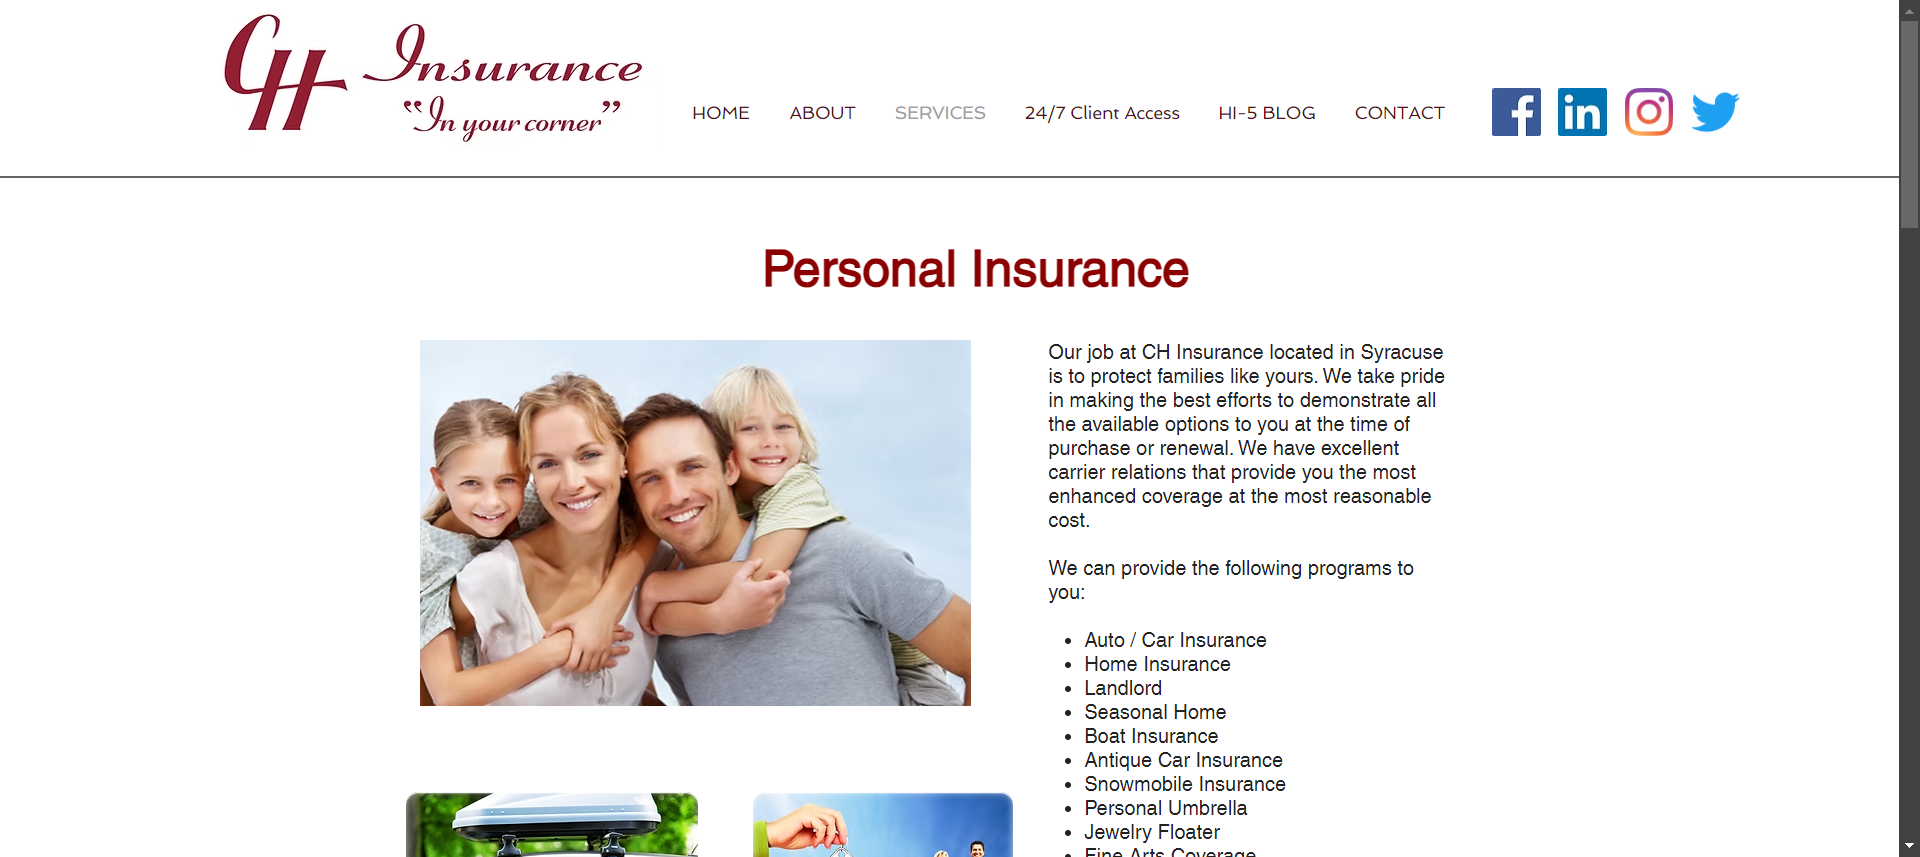 CH Insurance
"In your corner"
HOME ABOUT SERVICES 24/7 Client Access HI-5 BLOG CONTACT
Personal Insurance
Our job at CH Insurance located in Syracuse
is to protect families like yours. We take pride
in making the best efforts to demonstrate all
the available options to you at the time of
purchase or renewal. We have excellent
carrier relations that provide you the most
enhanced coverage at the most reasonable
cost.
We can provide the following programs to
you:
• Auto / Car Insurance
• Home Insurance
• Landlord
• Seasonal Home
• Boat Insurance
• Antique Car Insurance
• Snowmobile Insurance
• Personal Umbrella
• Jewelry Floater
• Fine Arts Coverage